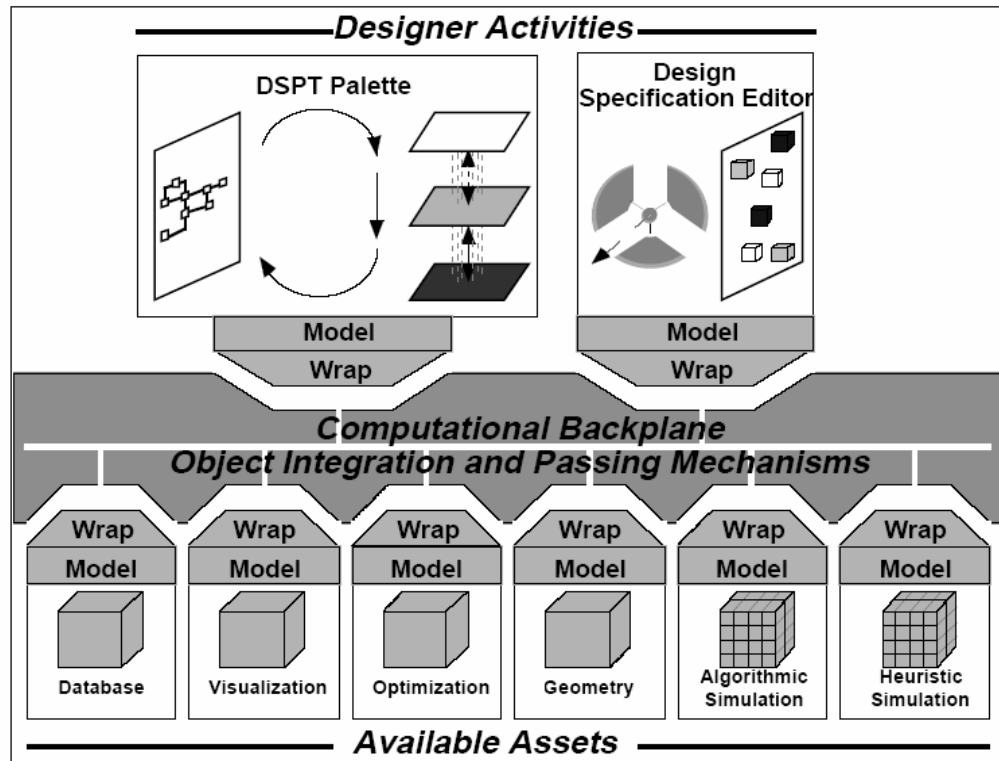 Designer Activities
DSPT Palette
Design
Specification Editor
Model
Wrap
Model
Wrap
Computational Backplane
Object Integration and Passing Mechanisms
Wrap
Wrap
Wrap
Wrap
Wrap
Wrap
Model
Model
Model
Model
Model
Model
Database
Visualization
Optimization
Geometry
Algorithmic
Simulation
Heuristic
Simulation
Available Assets